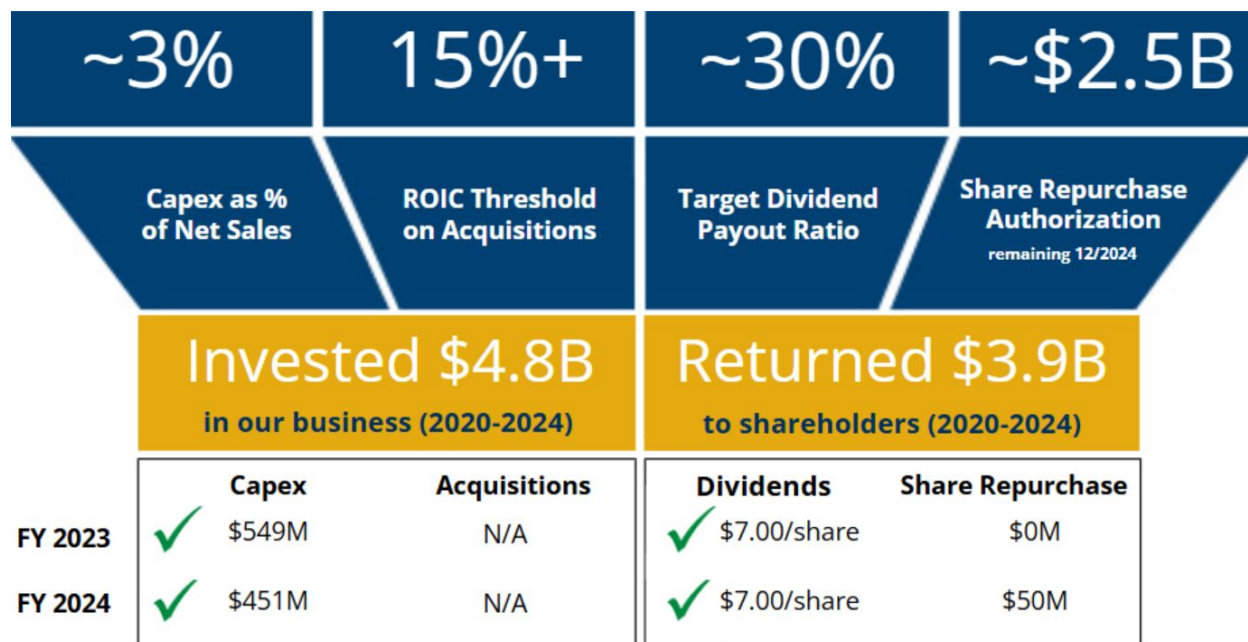 ~3% 15%+ ~30% ~$2.5B
Capex as %
of Net Sales
ROIC Threshold
on Acquisitions
Target Dividend
Payout Ratio
Share Repurchase
Authorization
remaining 12/2024
Invested $4.8B
in our business (2020-2024)
Returned $3.9B
to shareholders (2020-2024)
Capex Acquisitions Dividends Share Repurchase
FY 2023 $549M N/A $7.00/share $0M
FY 2024 $451M N/A $7.00/share $50M